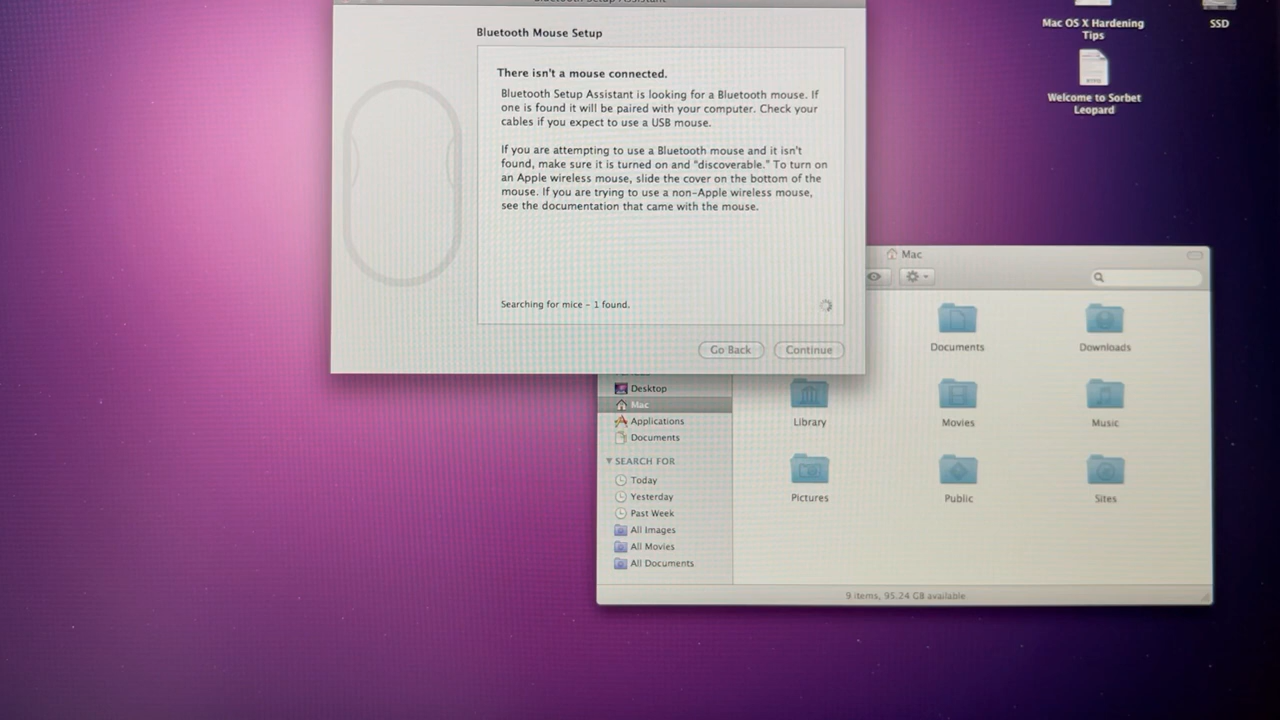 Bluetooth Setup Assistant
Bluetooth Mouse Setup
There isn't a mouse connected.
Bluetooth Setup Assistant is looking for a Bluetooth mouse. If
one is found it will be paired with your computer. Check your
cables if you expect to use a USB mouse.
If you are attempting to use a Bluetooth mouse and it isn't
found, make sure it is turned on and "discoverable." To turn on
an Apple wireless mouse, slide the cover on the bottom of the
mouse. If you are trying to use a non-Apple wireless mouse,
see the documentation that came with the mouse.
Searching for mice - 1 found.
Go Back
Continue
Mac OS X Hardening
Tips
SSD
Welcome to Sorbet
Leopard
Mac
Desktop
Mac
Applications
Documents
SEARCH FOR
Today
Yesterday
Past Week
All Images
All Movies
All Documents
Documents
Downloads
Library
Movies
Music
Pictures
Public
Sites
9 items, 95.24 GB available